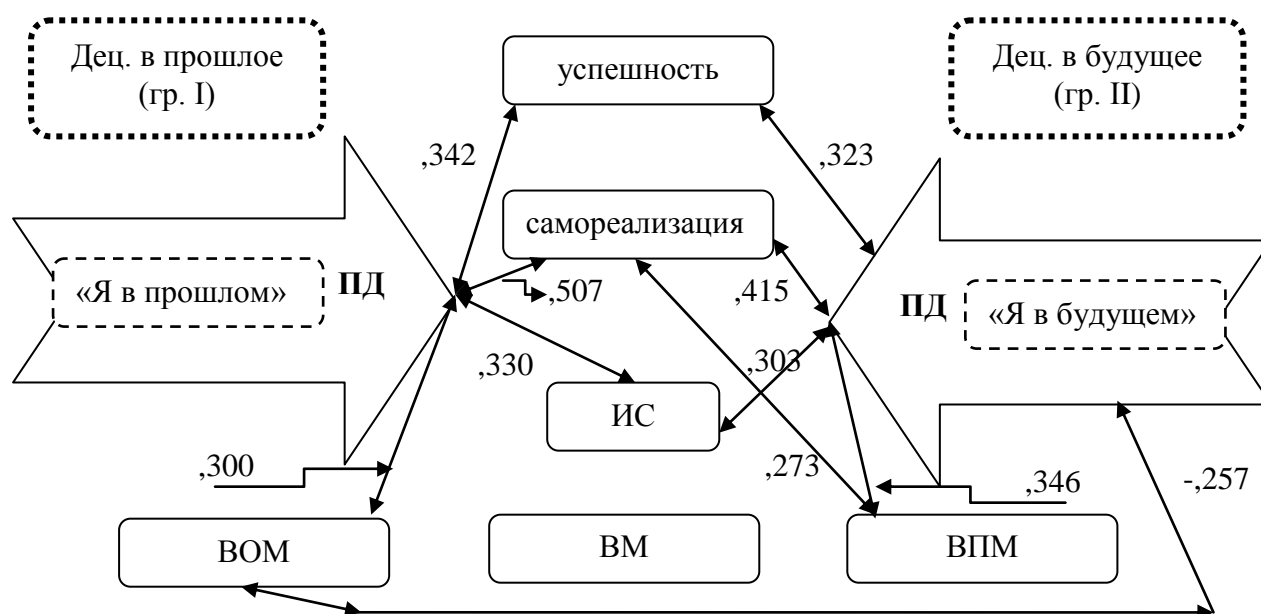 Дец. в прошлое
(гр. I)
успешность
Дец. в будущее
(гр. II)
,342
,323
самореализация
«Я в прошлом»
ПД
,507
,415
ПД
«Я в будущем»
,330
,303
ИС
,300
,273
,346
-,257
ВОМ
ВМ
ВПМ